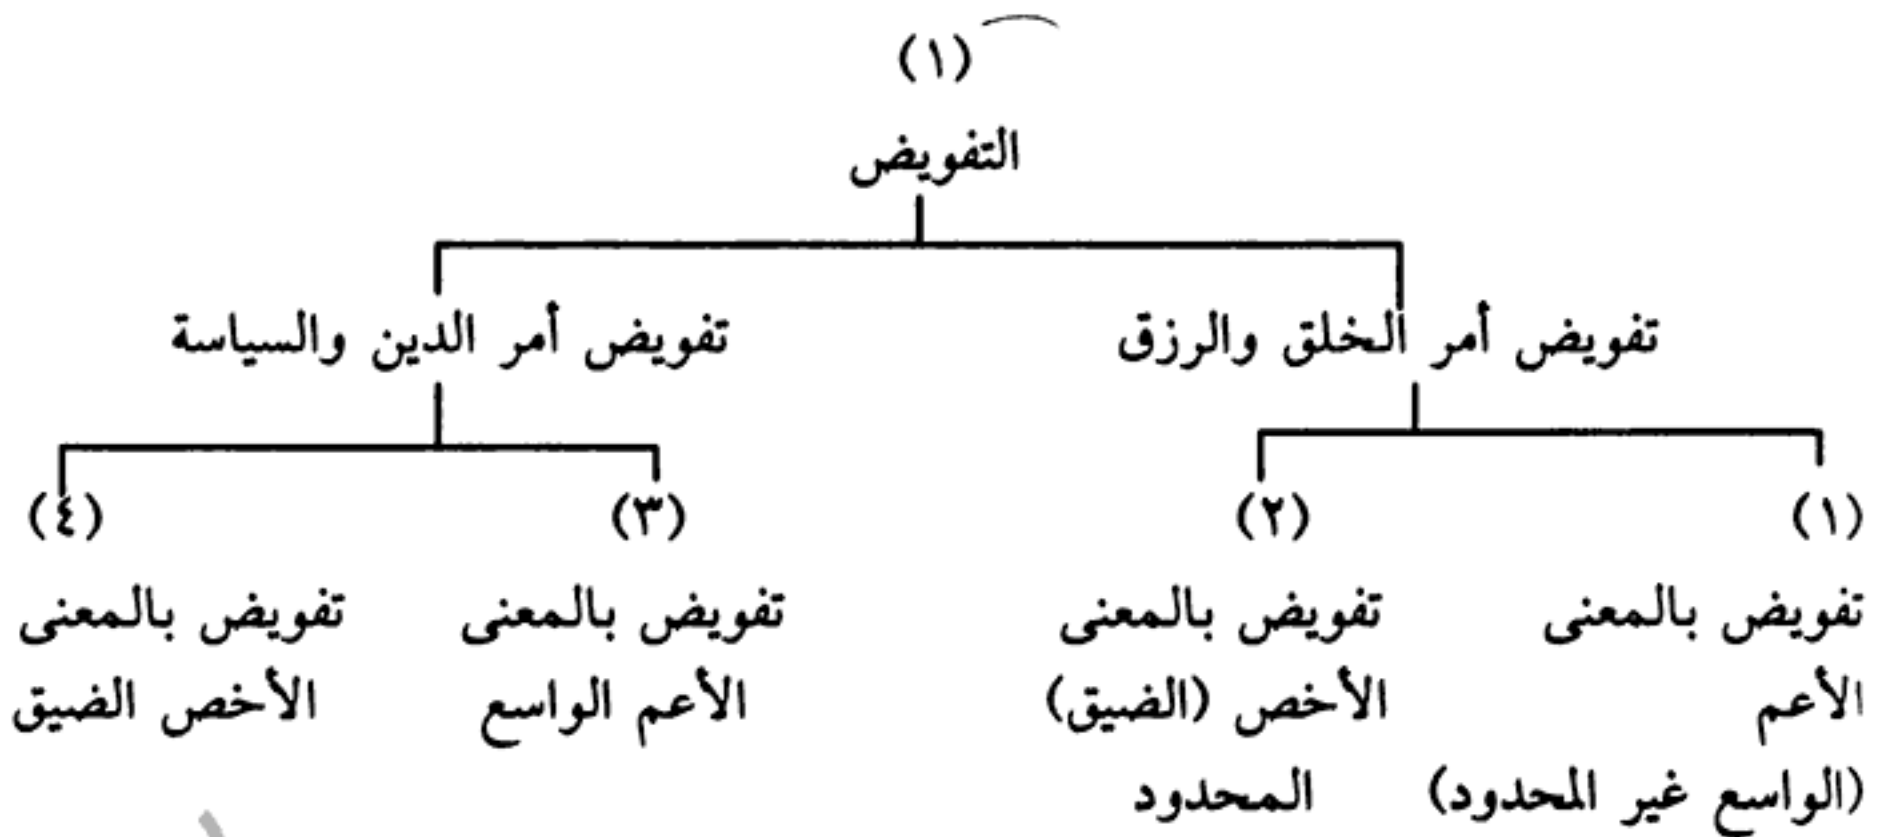 (١)
التفويض
تفويض أمر الخلق والرزق
تفويض أمر الدين والسياسة
(١)
تفويض بالمعنى
الأعم
(الواسع غير المحدود)
(٢)
تفويض بالمعنى
الأخص (الضيق)
المحدود
(٣)
تفويض بالمعنى
الأعم الواسع
(٤)
تفويض بالمعنى
الأخص الضيق